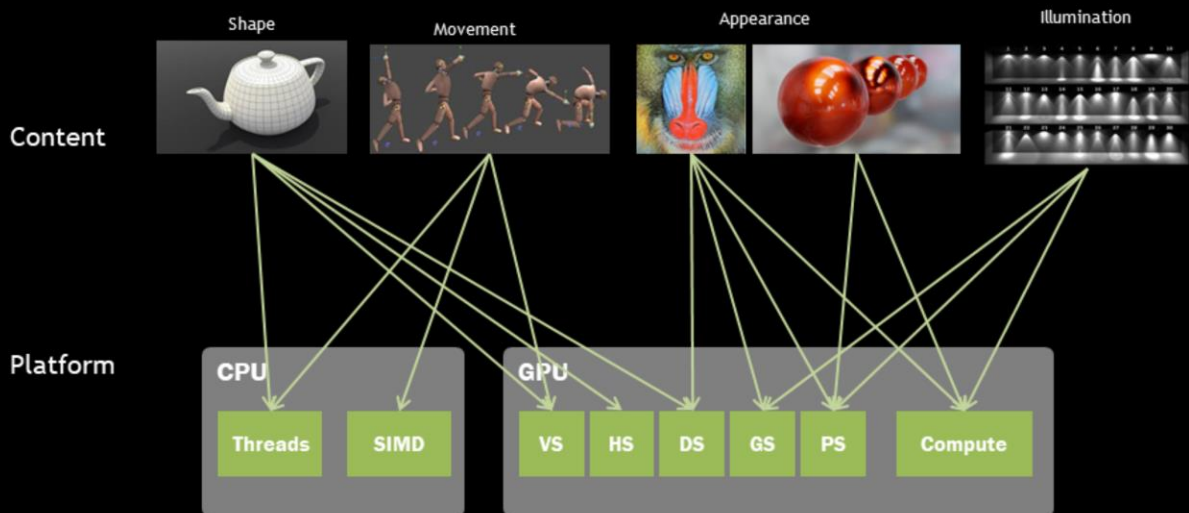 Shape
Movement
Appearance
Illumination
Content
Platform
CPU
GPU
Threads
SIMD
VS
HS
DS
GS
PS
Compute